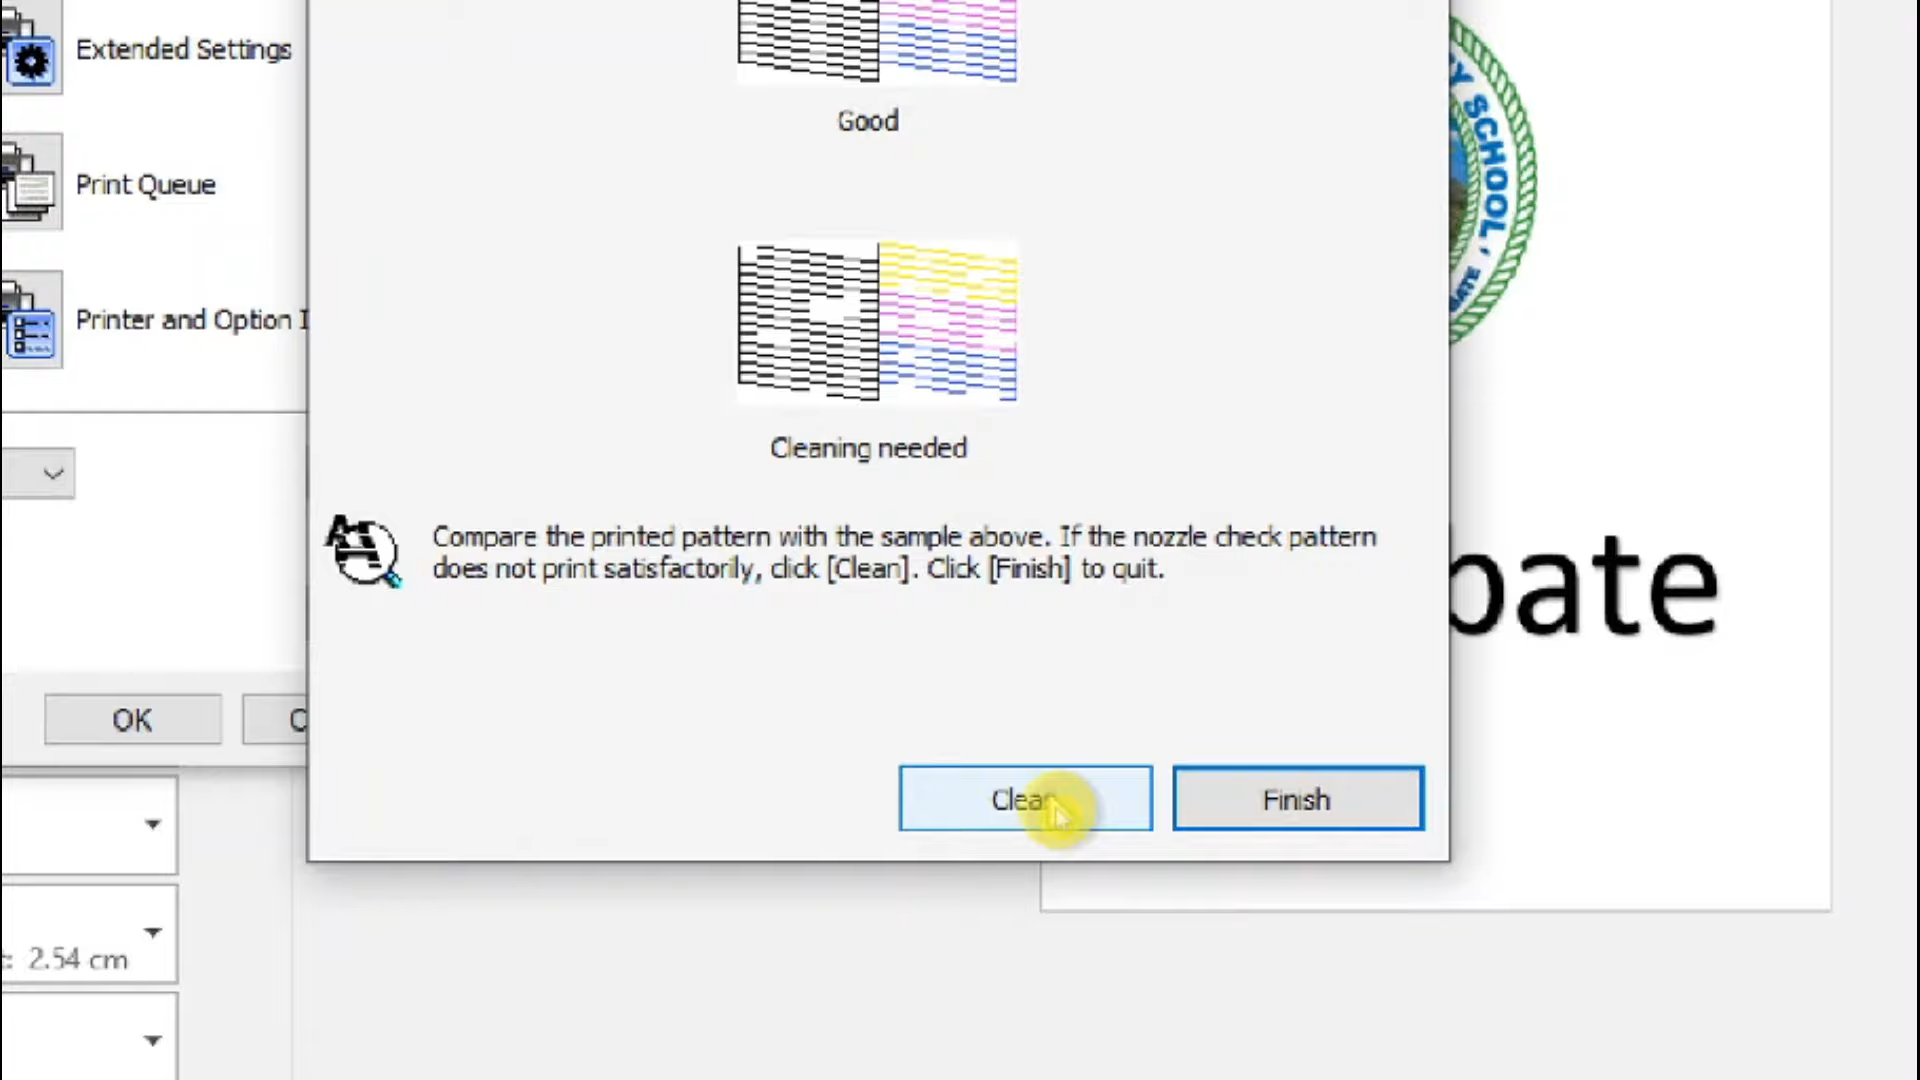 Extended Settings
Print Queue
Printer and Option
Good
Cleaning needed
Compare the printed pattern with the sample above. If the nozzle check pattern
does not print satisfactorily, click [Clean]. Click [Finish] to quit.
OK
Finish
SCHOOL,
bate
2.54 cm